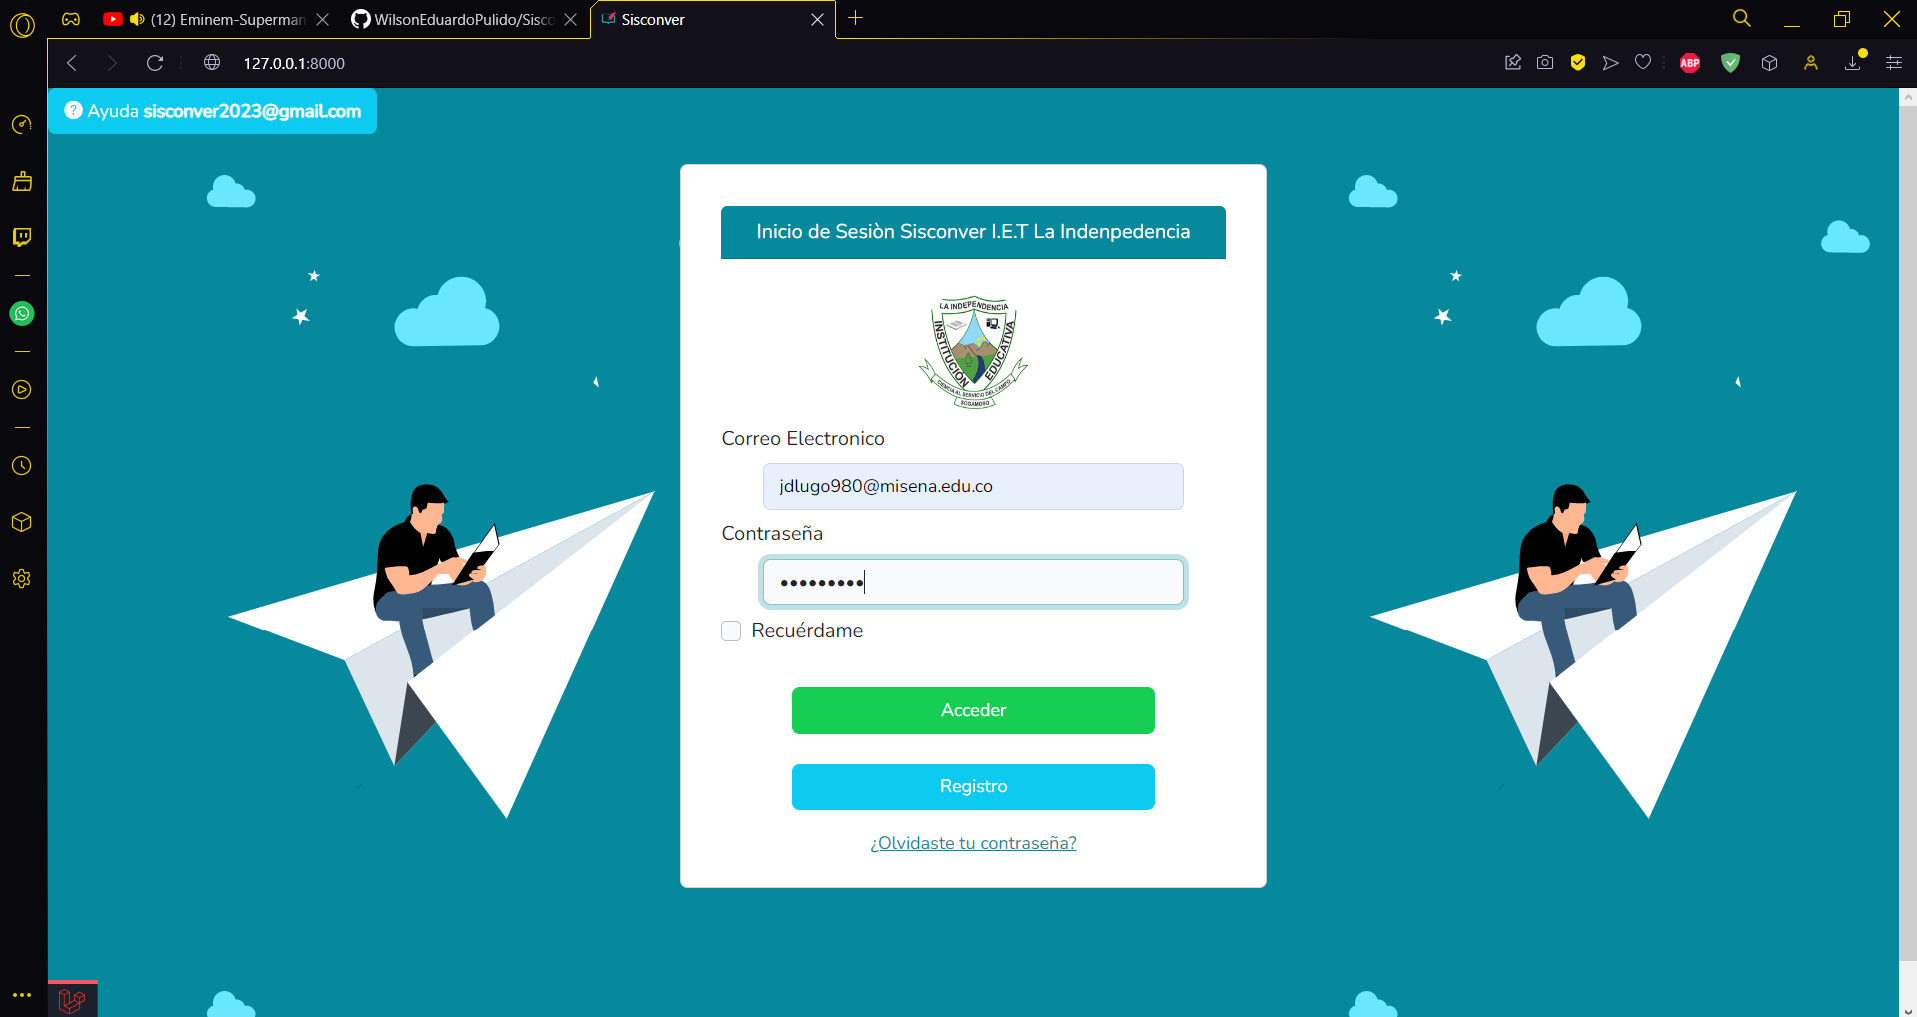 (12) Eminem-Superman
WilsonEduardoPulido/Sisco
Sisconver
127.0.0.1:8000
ABP
? Ayuda sisconver2023@gmail.com
Inicio de Sesiòn Sisconver I.E.T La Indenpedencia
LA INDEPENDENCIA
INSTITUCIÓN
EDUCATIVA
CIENCIA AL SERVICIO DEL CAMPO
SOGAMOSO
Correo Electronico
jdlugo980@misena.edu.co
Contraseña
•••••••••
Recuérdame
Acceder
Registro
¿Olvidaste tu contraseña?